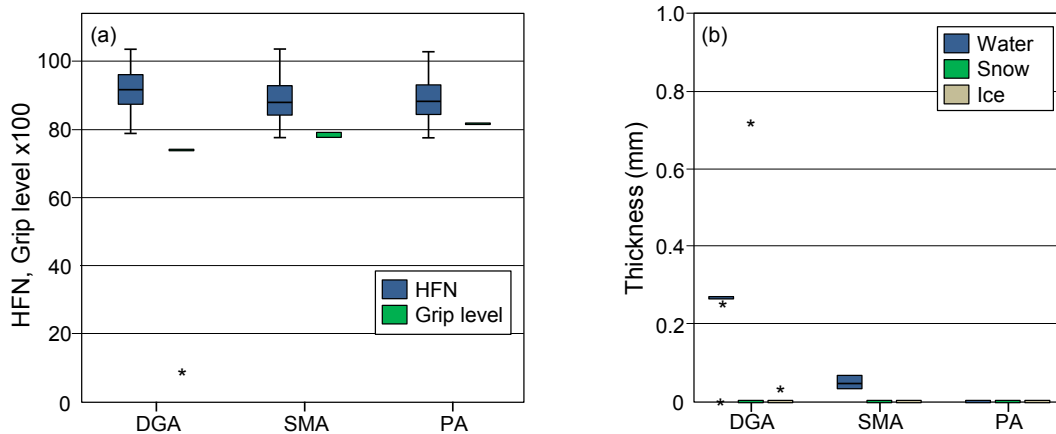 (a)
HFN, Grip level x100
100
80
60
40
20
0
HFN
Grip level
DGA
SMA
PA
(b)
Thickness (mm)
1.0
0.8
0.6
0.4
0.2
0
Water
Snow
Ice
DGA
SMA
PA